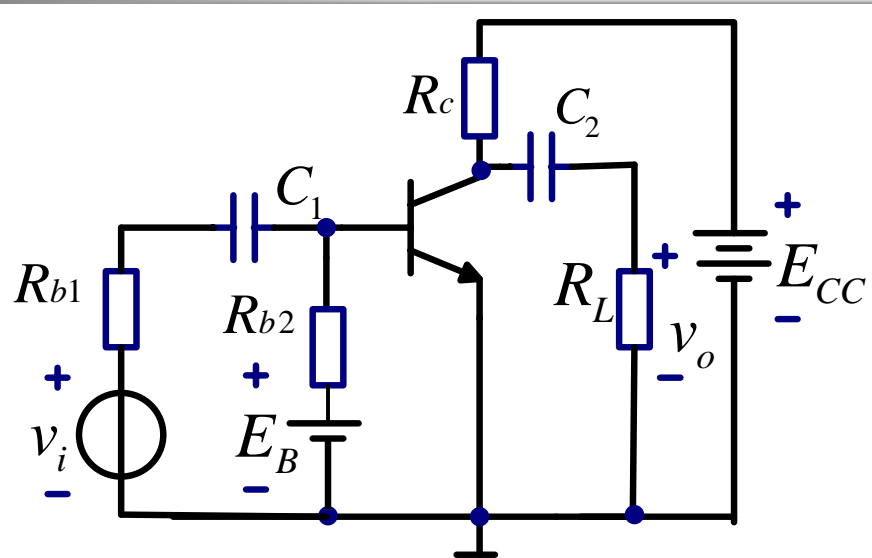 Rc
C2
C1
Rb1
Rb2
RL
+
ECC
−
+
vo
−
+
vi
−
+
EB
−